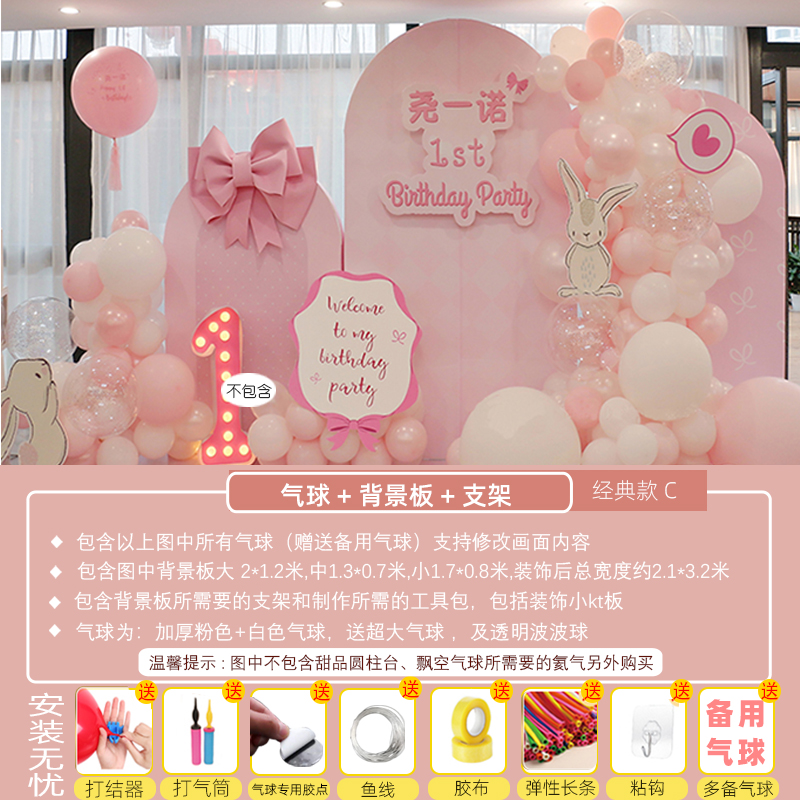 尧一诺
1st
Birthday Party
Welcome
to my
birthday
party
1
不包含
气球 + 背景板 + 支架
经典款 C
◆ 包含以上图中所有气球（赠送备用气球）支持修改画面内容
◆ 包含图中背景板大 2*1.2米,中1.3*0.7米,小1.7*0.8米,装饰后总宽度约2.1*3.2米
◆ 包含背景板所需要的支架和制作所需的工具包，包括装饰小kt板
◆ 气球为：加厚粉色+白色气球，送超大气球 ，及透明波波球
温馨提示 : 图中不包含甜品圆柱台、飘空气球所需要的氦气另外购买
安装无忧
送 送 送 送 送 送 送 送
备用
气球
打结器 打气筒 气球专用胶点 鱼线 胶布 弹性长条 粘钩 多备气球